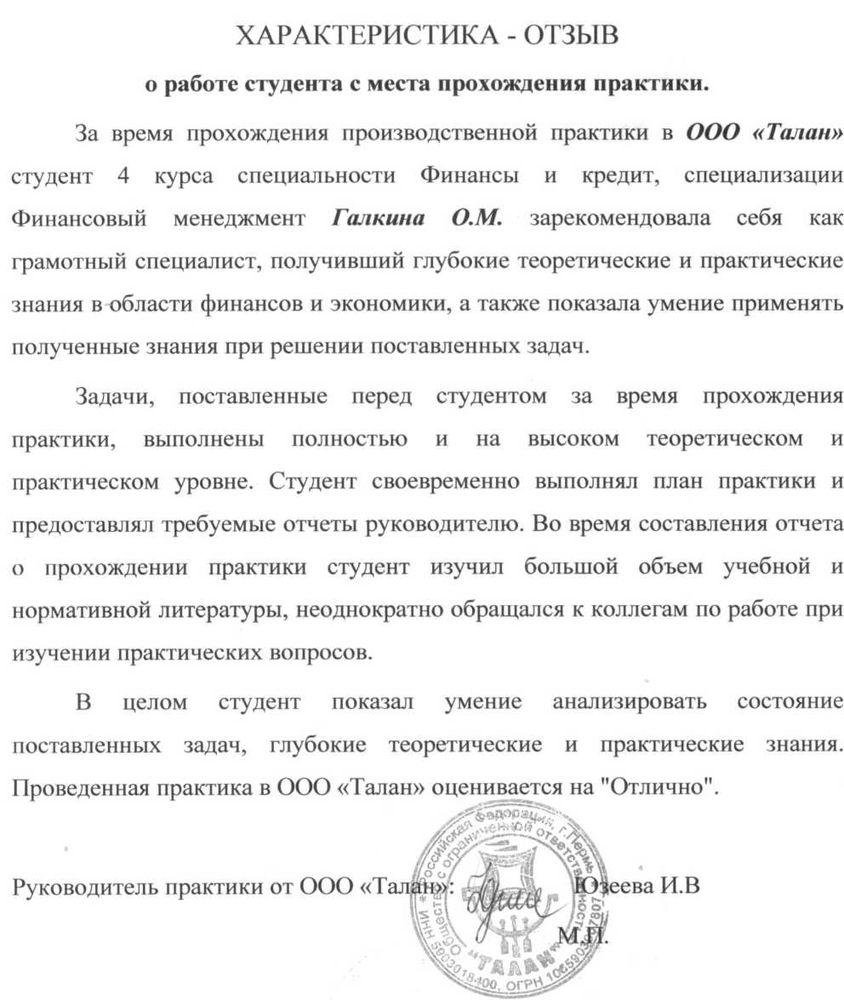 ХАРАКТЕРИСТИКА - ОТЗЫВ
о работе студента с места прохождения практики.
За время прохождения производственной практики в ООО «Талан»
студент 4 курса специальности Финансы и кредит, специализации
Финансовый менеджмент Галкина О.М. зарекомендовала себя как
грамотный специалист, получивший глубокие теоретические и практические
знания в области финансов и экономики, а также показала умение применять
полученные знания при решении поставленных задач.
Задачи, поставленные перед студентом за время прохождения
практики, выполнены полностью и на высоком теоретическом и
практическом уровне. Студент своевременно выполнял план практики и
предоставлял требуемые отчеты руководителю. Во время составления отчета
о прохождении практики студент изучил большой объем учебной и
нормативной литературы, неоднократно обращался к коллегам по работе при
изучении практических вопросов.
В целом студент показал умение анализировать состояние
поставленных задач, глубокие теоретические и практические знания.
Проведенная практика в ООО «Талан» оценивается на "Отлично".
Руководитель практики от ООО «Талан»: Юзеева И.В
М.П.
Российская Федерация, г.Пермь
Общество с ограниченной ответственностью
"ТАЛАН"
ИНН 5903018400, ОГРН